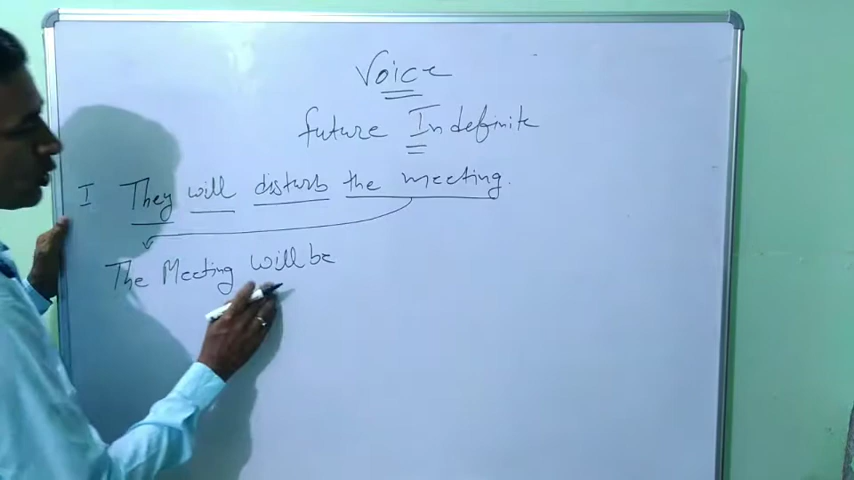 Voice
future Indefinite
I They will disturb the meeting.
The Meeting will be